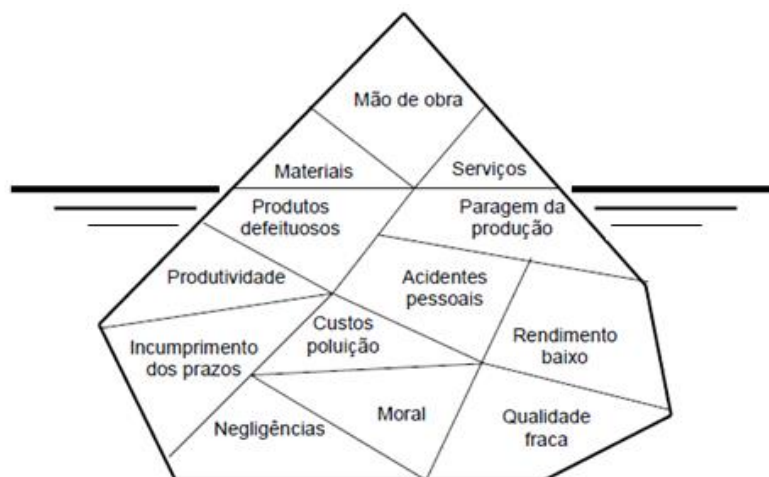 Mão de obra
Materiais
Serviços
Produtos
defeituosos
Paragem da
produção
Produtividade
Acidentes
pessoais
Incumprimento
dos prazos
Custos
poluição
Rendimento
baixo
Negligências
Moral
Qualidade
fraca